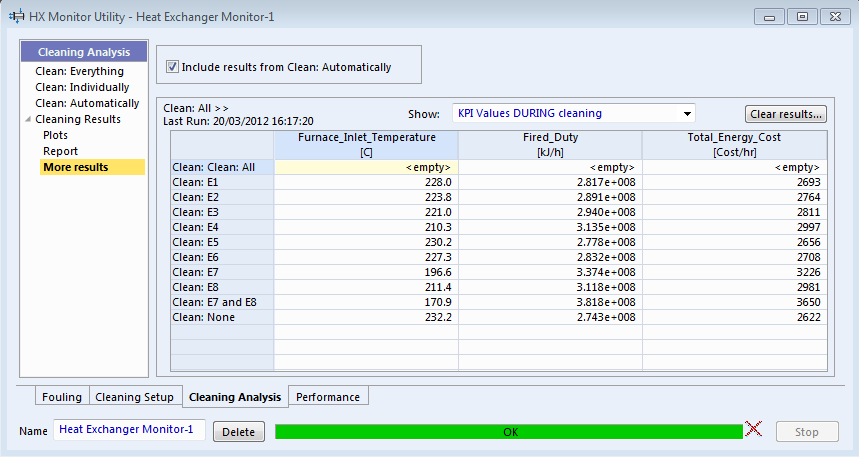 HX Monitor Utility - Heat Exchanger Monitor-1
Cleaning Analysis
Clean: Everything
Clean: Individually
Clean: Automatically
Cleaning Results
Plots
Report
More results
Include results from Clean: Automatically
Clean: All >>
Last Run: 20/03/2012 16:17:20
Show: KPI Values DURING cleaning
Clear results...
Furnace_Inlet_Temperature Fired_Duty Total_Energy_Cost
[C] [kJ/h] [Cost/hr]
Clean: Clean: All <empty> <empty> <empty>
Clean: E1 228.0 2.817e+008 2693
Clean: E2 223.8 2.891e+008 2764
Clean: E3 221.0 2.940e+008 2811
Clean: E4 210.3 3.135e+008 2997
Clean: E5 230.2 2.778e+008 2656
Clean: E6 227.3 2.832e+008 2708
Clean: E7 196.6 3.374e+008 3226
Clean: E8 211.4 3.118e+008 2981
Clean: E7 and E8 170.9 3.818e+008 3650
Clean: None 232.2 2.743e+008 2622
Fouling Cleaning Setup Cleaning Analysis Performance
Name Heat Exchanger Monitor-1 Delete OK Stop